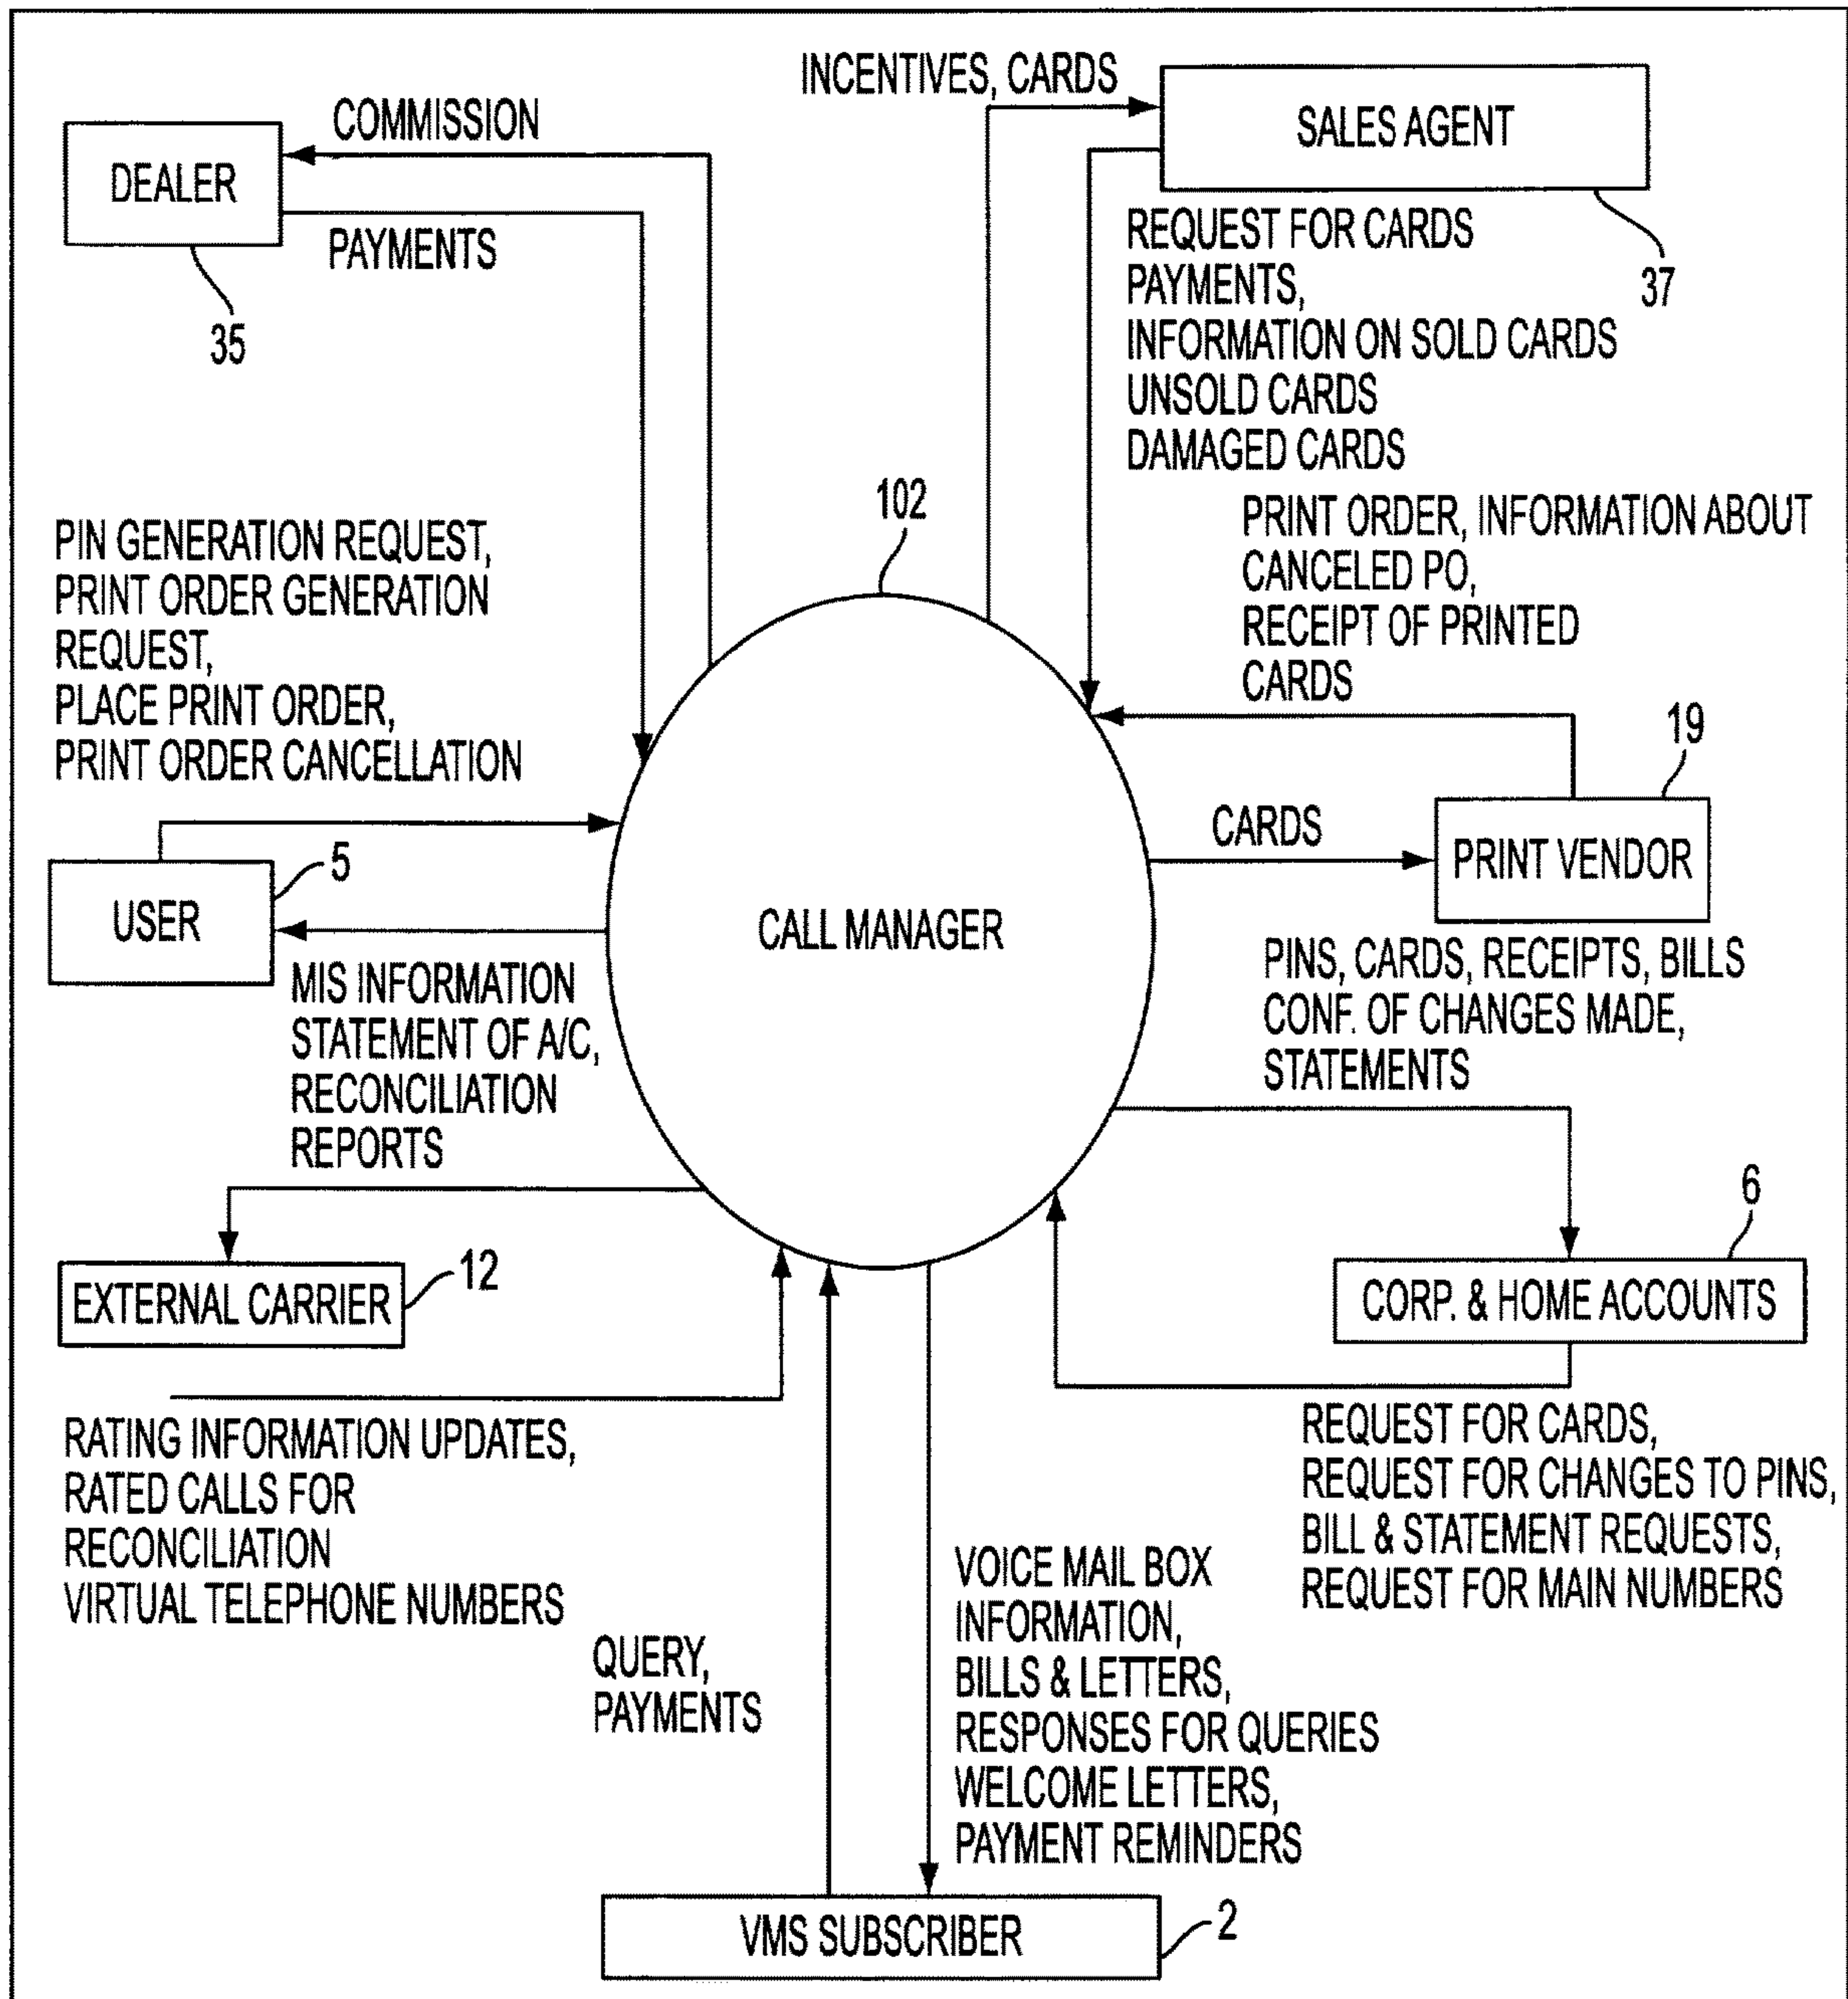 INCENTIVES, CARDS
SALES AGENT
37
COMMISSION
DEALER
PAYMENTS
35
REQUEST FOR CARDS
PAYMENTS,
INFORMATION ON SOLD CARDS
UNSOLD CARDS
DAMAGED CARDS
102
PRINT ORDER, INFORMATION ABOUT
CANCELED PO,
RECEIPT OF PRINTED
CARDS
PIN GENERATION REQUEST,
PRINT ORDER GENERATION
REQUEST,
PLACE PRINT ORDER,
PRINT ORDER CANCELLATION
19
CARDS
PRINT VENDOR
5
USER
CALL MANAGER
MIS INFORMATION
STATEMENT OF A/C,
RECONCILIATION
REPORTS
PINS, CARDS, RECEIPTS, BILLS
CONF. OF CHANGES MADE,
STATEMENTS
6
EXTERNAL CARRIER
12
CORP. & HOME ACCOUNTS
RATING INFORMATION UPDATES,
RATED CALLS FOR
RECONCILIATION
VIRTUAL TELEPHONE NUMBERS
REQUEST FOR CARDS,
REQUEST FOR CHANGES TO PINS,
BILL & STATEMENT REQUESTS,
REQUEST FOR MAIN NUMBERS
QUERY,
PAYMENTS
VOICE MAIL BOX
INFORMATION,
BILLS & LETTERS,
RESPONSES FOR QUERIES
WELCOME LETTERS,
PAYMENT REMINDERS
VMS SUBSCRIBER
2